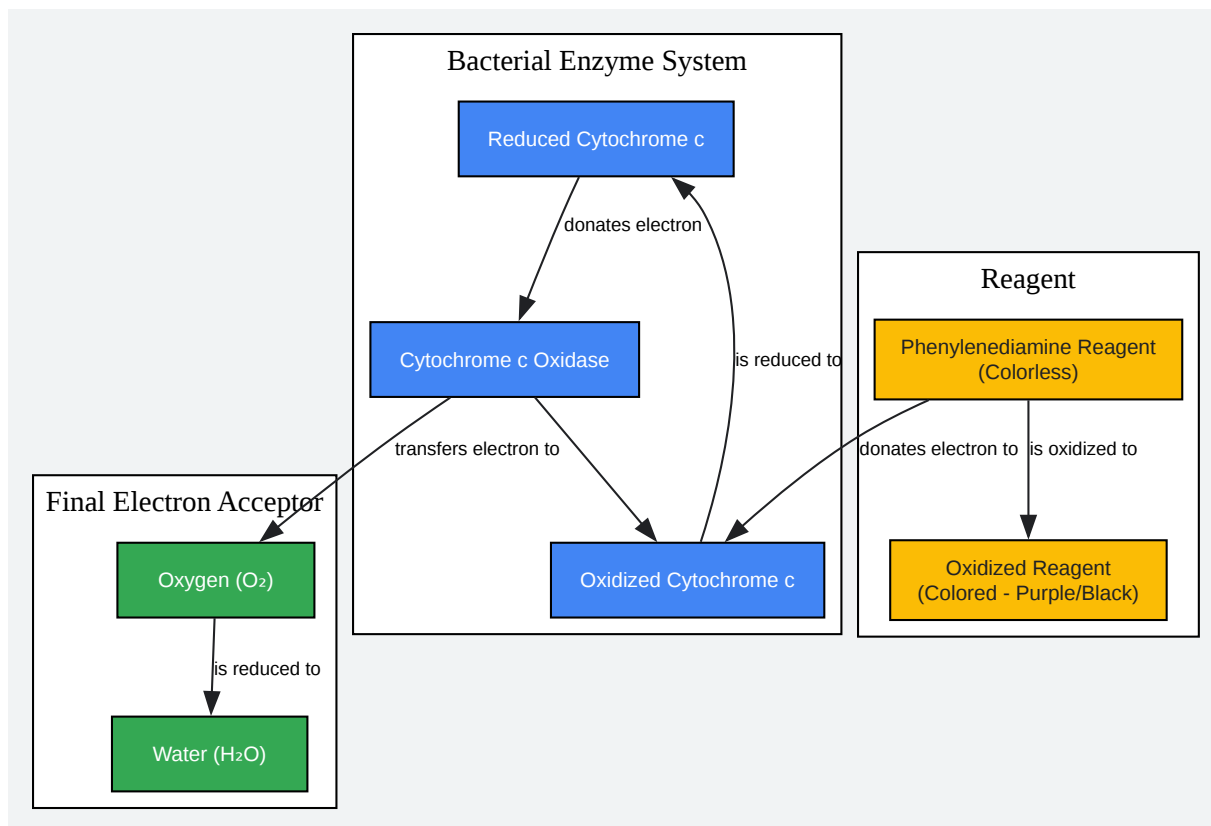 Bacterial Enzyme System
Reduced Cytochrome c
donates electron
Cytochrome c Oxidase
is reduced to
transfers electron to
Oxidized Cytochrome c
Reagent
Phenylenediamine Reagent
(Colorless)
donates electron to
is oxidized to
Oxidized Reagent
(Colored - Purple/Black)
Final Electron Acceptor
Oxygen (O₂)
is reduced to
Water (H₂O)